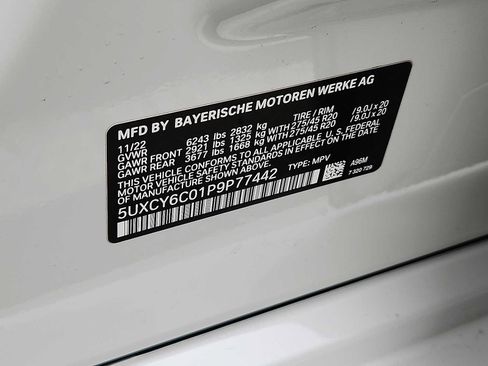 MFD BY BAYERISCHE MOTOREN WERKE AG
11/22 TIRE / RIM
GVWR 6243 lbs 2832 kg
GAWR FRONT 2921 lbs 1325 kg WITH 275/45 R20 /9.0J x 20
GAWR REAR 3677 lbs 1668 kg WITH 275/45 R20 /9.0J x 20
THIS VEHICLE CONFORMS TO ALL APPLICABLE U. S. FEDERAL
MOTOR VEHICLE SAFETY STANDARDS IN EFFECT ON THE DATE
OF MANUFACTURE SHOWN ABOVE.
5UXCY6C01P9P77442 TYPE: MPV A96M
7 320 729